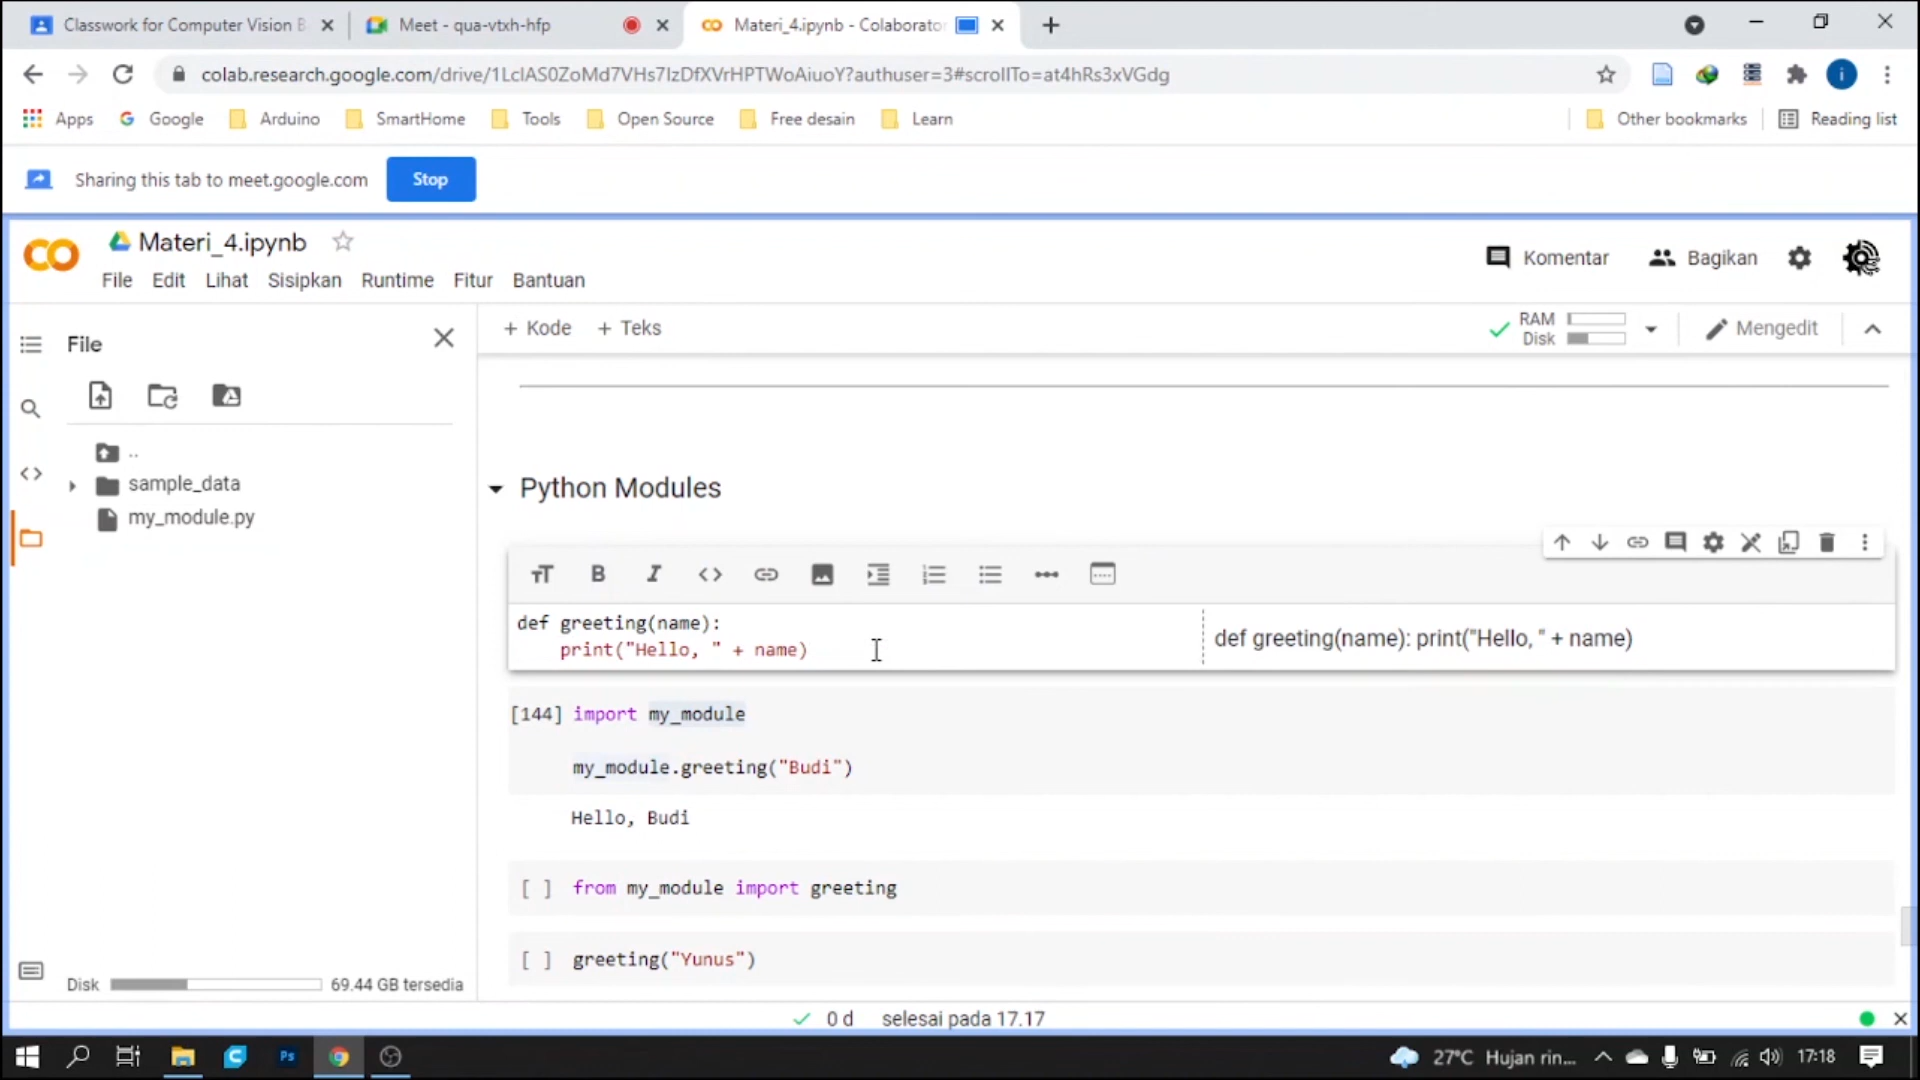 Classwork for Computer Vision B
Meet - qua-vtxh-hfp
Materi_4.ipynb - Colaborator
colab.research.google.com/drive/1LclAS0ZoMd7VHs7IzDfXVrHPTWoAiuoY?authuser=3#scrollTo=at4hRs3xVGdg
i
Apps
Google
Arduino
SmartHome
Tools
Open Source
Free desain
Learn
Other bookmarks
Reading list
Sharing this tab to meet.google.com
Stop
Materi_4.ipynb
Komentar
Bagikan
File Edit Lihat Sisipkan Runtime Fitur Bantuan
File
+ Kode + Teks
RAM
Disk
Mengedit
..
sample_data
my_module.py
Python Modules
def greeting(name):
print("Hello, " + name)
def greeting(name): print("Hello, " + name)
[144] import my_module
my_module.greeting("Budi")
Hello, Budi
[ ] from my_module import greeting
[ ] greeting("Yunus")
Disk
69.44 GB tersedia
0 d selesai pada 17.17
Ps
27°C Hujan rin...
17:18